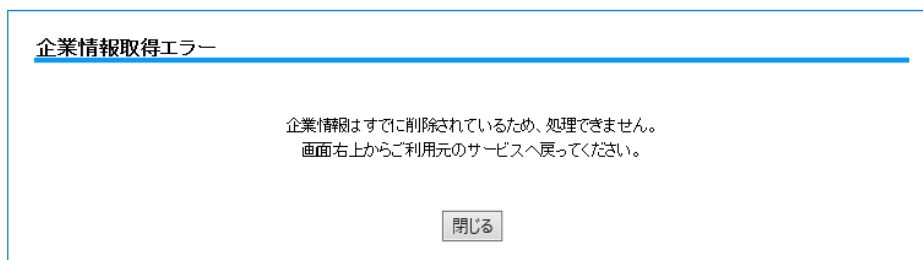 企業情報取得エラー
企業情報はすでに削除されているため、処理できません。
画面右上からご利用元のサービスへ戻ってください。
閉じる